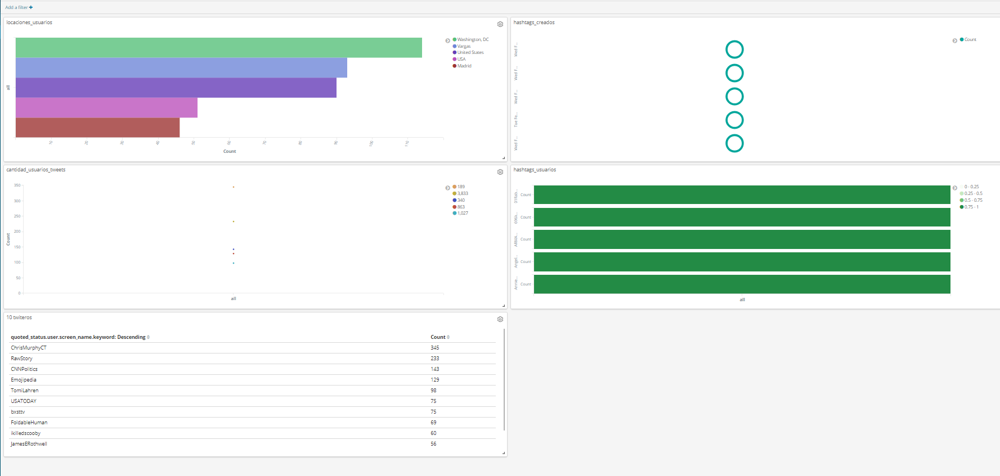 Add a filter +
locaciones_usuarios
Washington, DC
Vargas
United States
USA
Madrid
all
10
20
30
40
50
60
70
80
90
100
110
Count
hashtags_creados
Wed F...
Wed F...
Wed F...
Tue Fe...
Wed F...
Count
cantidad_usuarios_tweets
350
300
250
200
150
100
50
0
Count
all
189
3,833
340
863
1,027
hashtags_usuarios
01Rab...
Count
Count
ARMA...
Count
Angel...
Count
Annie...
Count
all
0 - 0.25
0.25 - 0.5
0.5 - 0.75
0.75 - 1
10 twiteros
quoted_status.user.screen_name.keyword: Descending Count
ChrisMurphyCT 345
RawStory 233
CNNPolitics 143
Emojipedia 129
TomiLahren 98
USATODAY 75
bxsttv 75
FoldableHuman 69
ikilledscooby 60
JamesERothwell 56